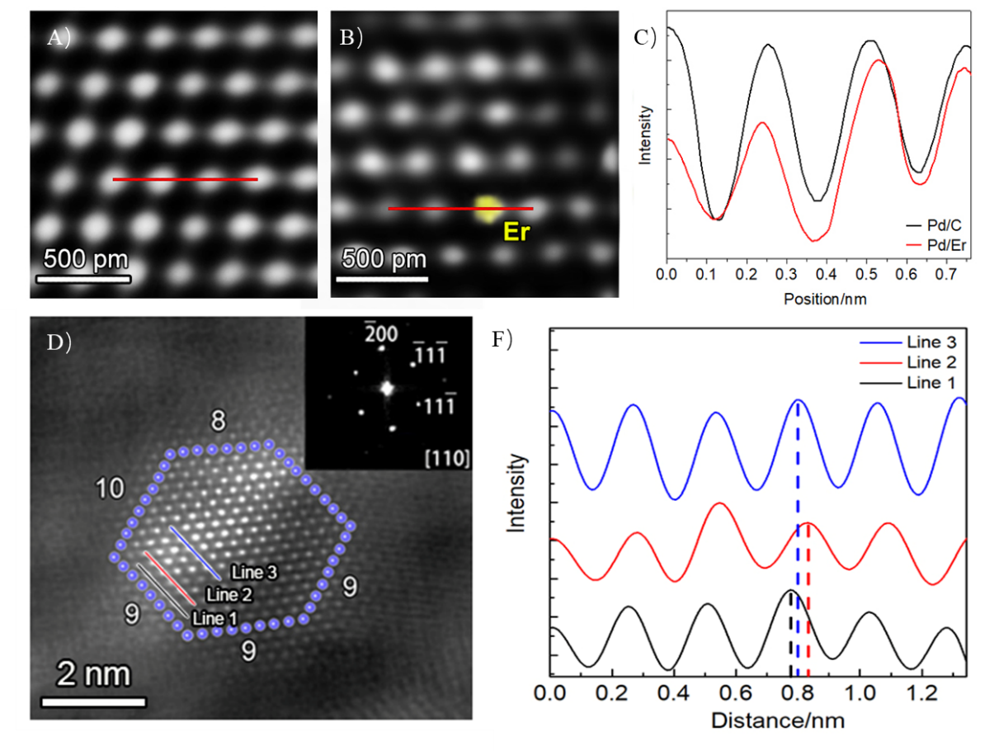 A)
500 pm
B)
Er
500 pm
C)
Intensity
Pd/C
Pd/Er
0.0 0.1 0.2 0.3 0.4 0.5 0.6 0.7
Position/nm
D)
2̅00
1̅11̅
11̅1̅
[110]
8
10
9
9
9
Line 3
Line 2
Line 1
2 nm
F)
Line 3
Line 2
Line 1
Intensity
0.0 0.2 0.4 0.6 0.8 1.0 1.2
Distance/nm